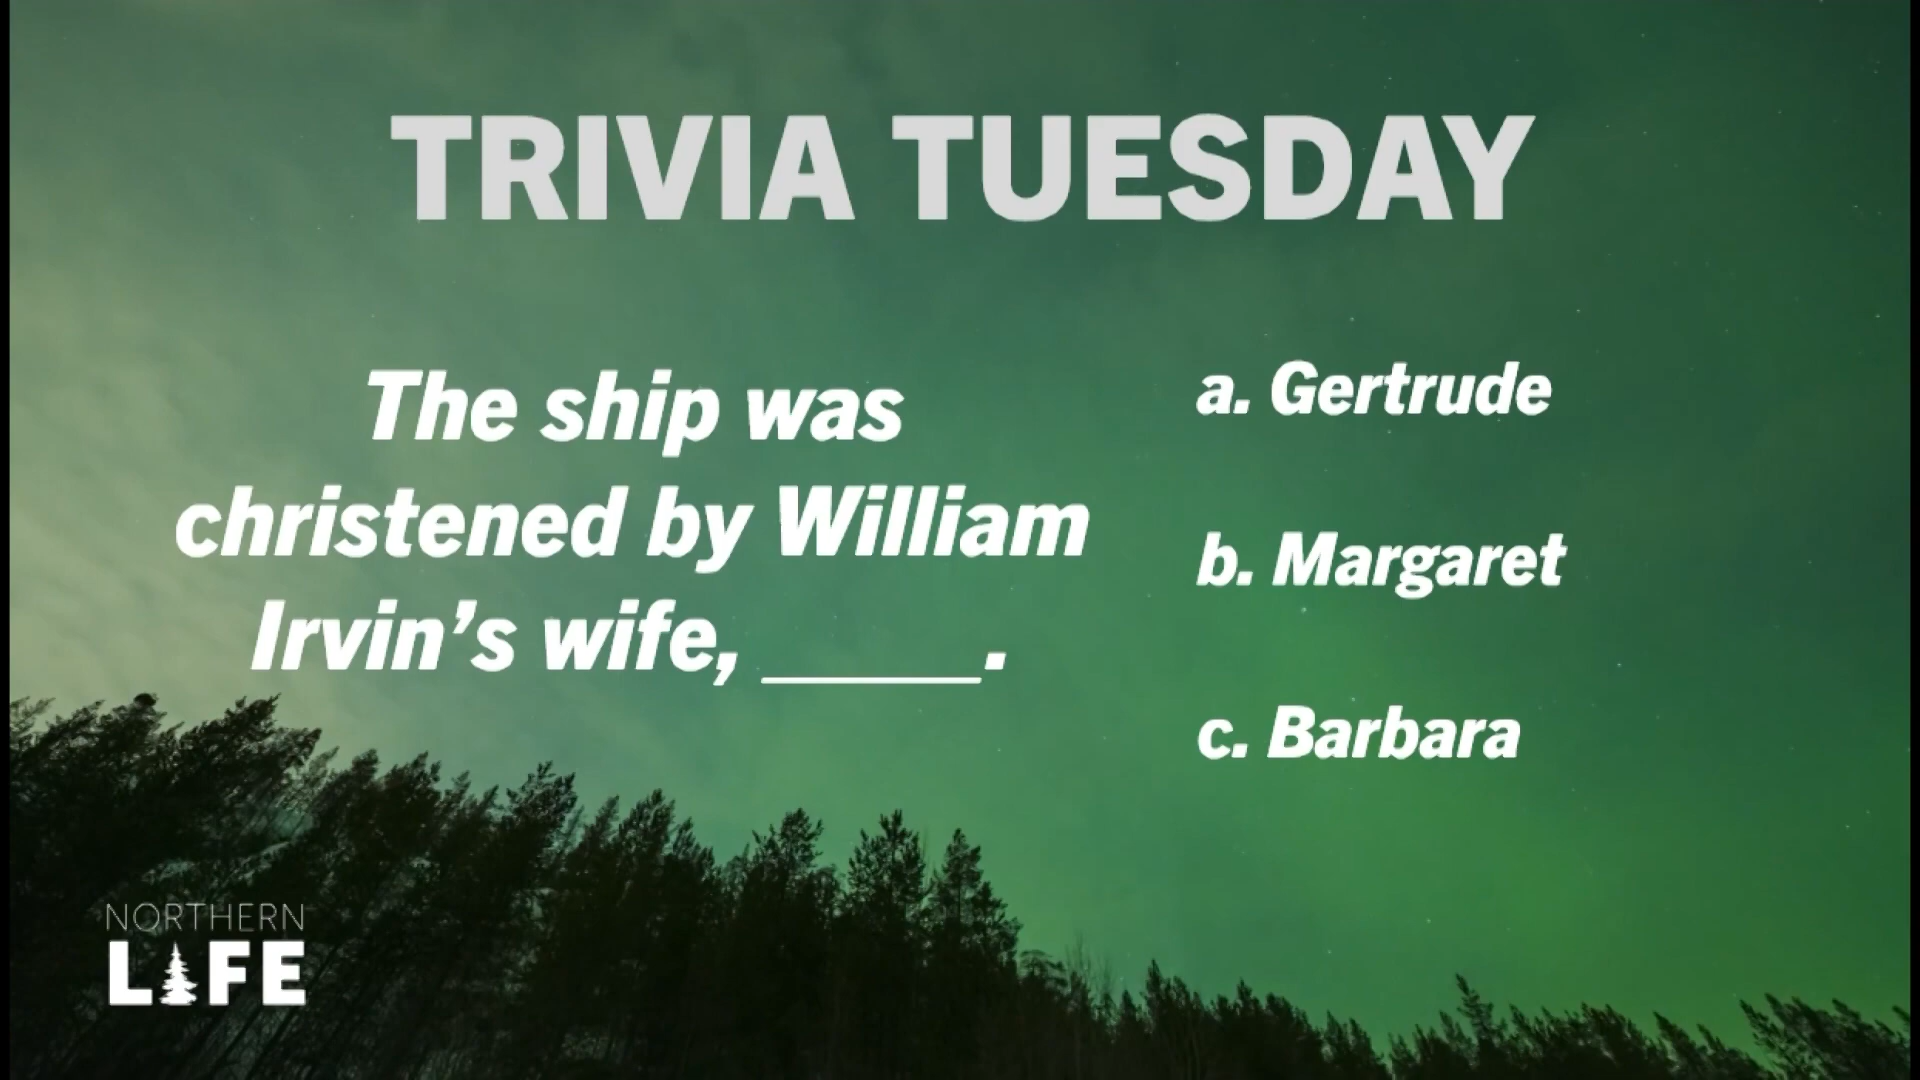 TRIVIA TUESDAY
The ship was
christened by William
Irvin’s wife, _____.
a. Gertrude
b. Margaret
c. Barbara
NORTHERN
LIFE